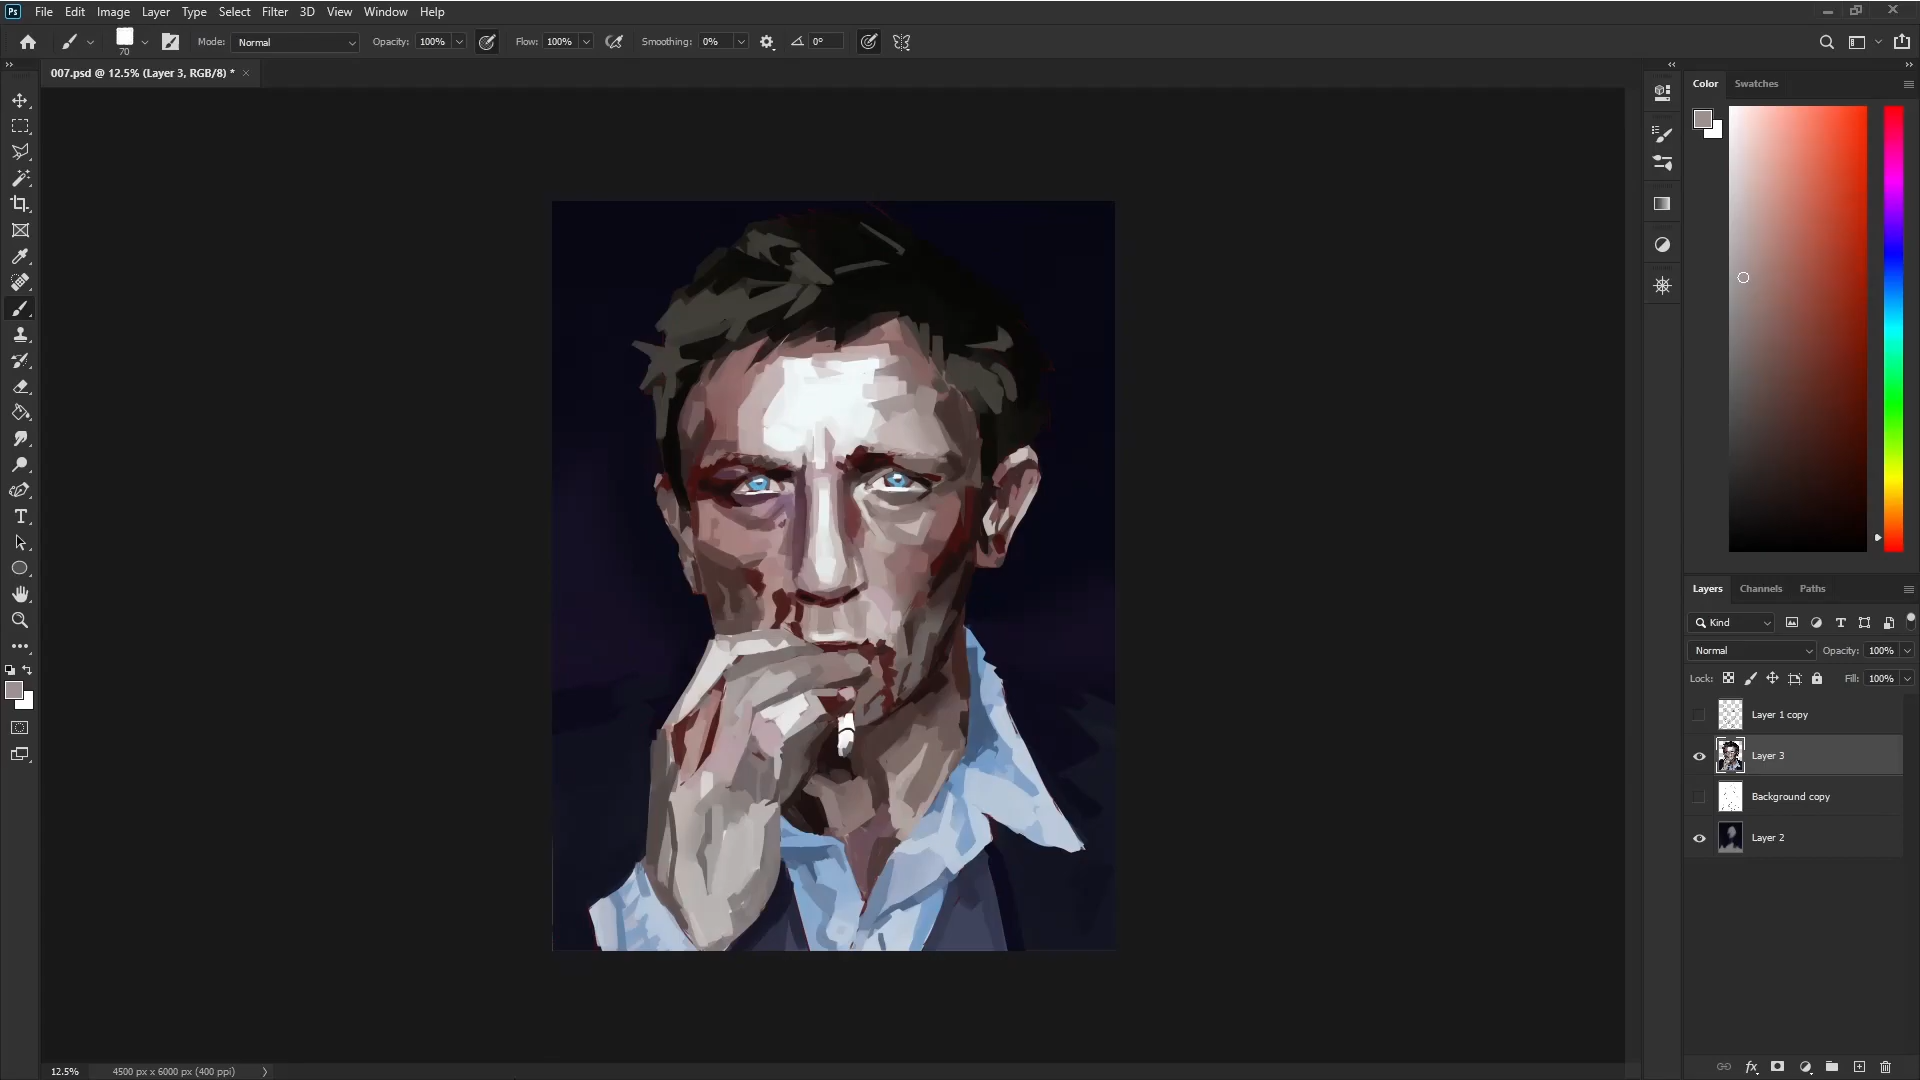 Ps File Edit Image Layer Type Select Filter 3D View Window Help
70 Mode: Normal Opacity: 100% Flow: 100% Smoothing: 0% 0°
007.psd @ 12.5% (Layer 3, RGB/8) *
Color Swatches
Layers Channels Paths
Kind
Normal Opacity: 100%
Lock: Fill: 100%
Layer 1 copy
Layer 3
Background copy
Layer 2
12.5% 4500 px x 6000 px (400 ppi)